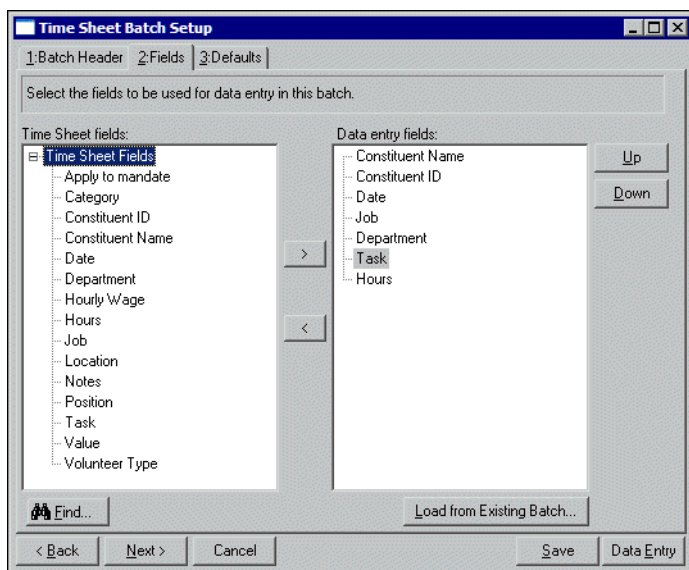 Time Sheet Batch Setup
1:Batch Header 2:Fields 3:Defaults
Select the fields to be used for data entry in this batch.
Time Sheet fields:
Time Sheet Fields
Apply to mandate
Category
Constituent ID
Constituent Name
Date
Department
Hourly Wage
Hours
Job
Location
Notes
Position
Task
Value
Volunteer Type
Find...
>
<
Data entry fields:
Constituent Name
Constituent ID
Date
Job
Department
Task
Hours
Load from Existing Batch...
Up
Down
< Back Next > Cancel Save Data Entry